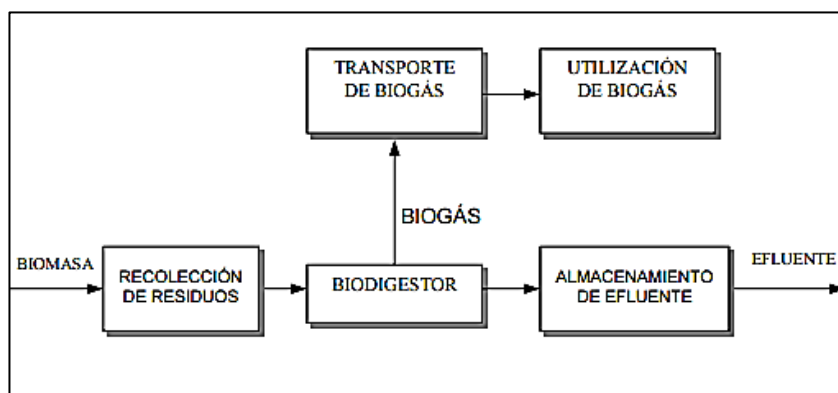 TRANSPORTE
DE BIOGÁS
UTILIZACIÓN
DE BIOGÁS
BIOGÁS
BIOMASA
RECOLECCIÓN
DE RESIDUOS
BIODIGESTOR
ALMACENAMIENTO
DE EFLUENTE
EFLUENTE